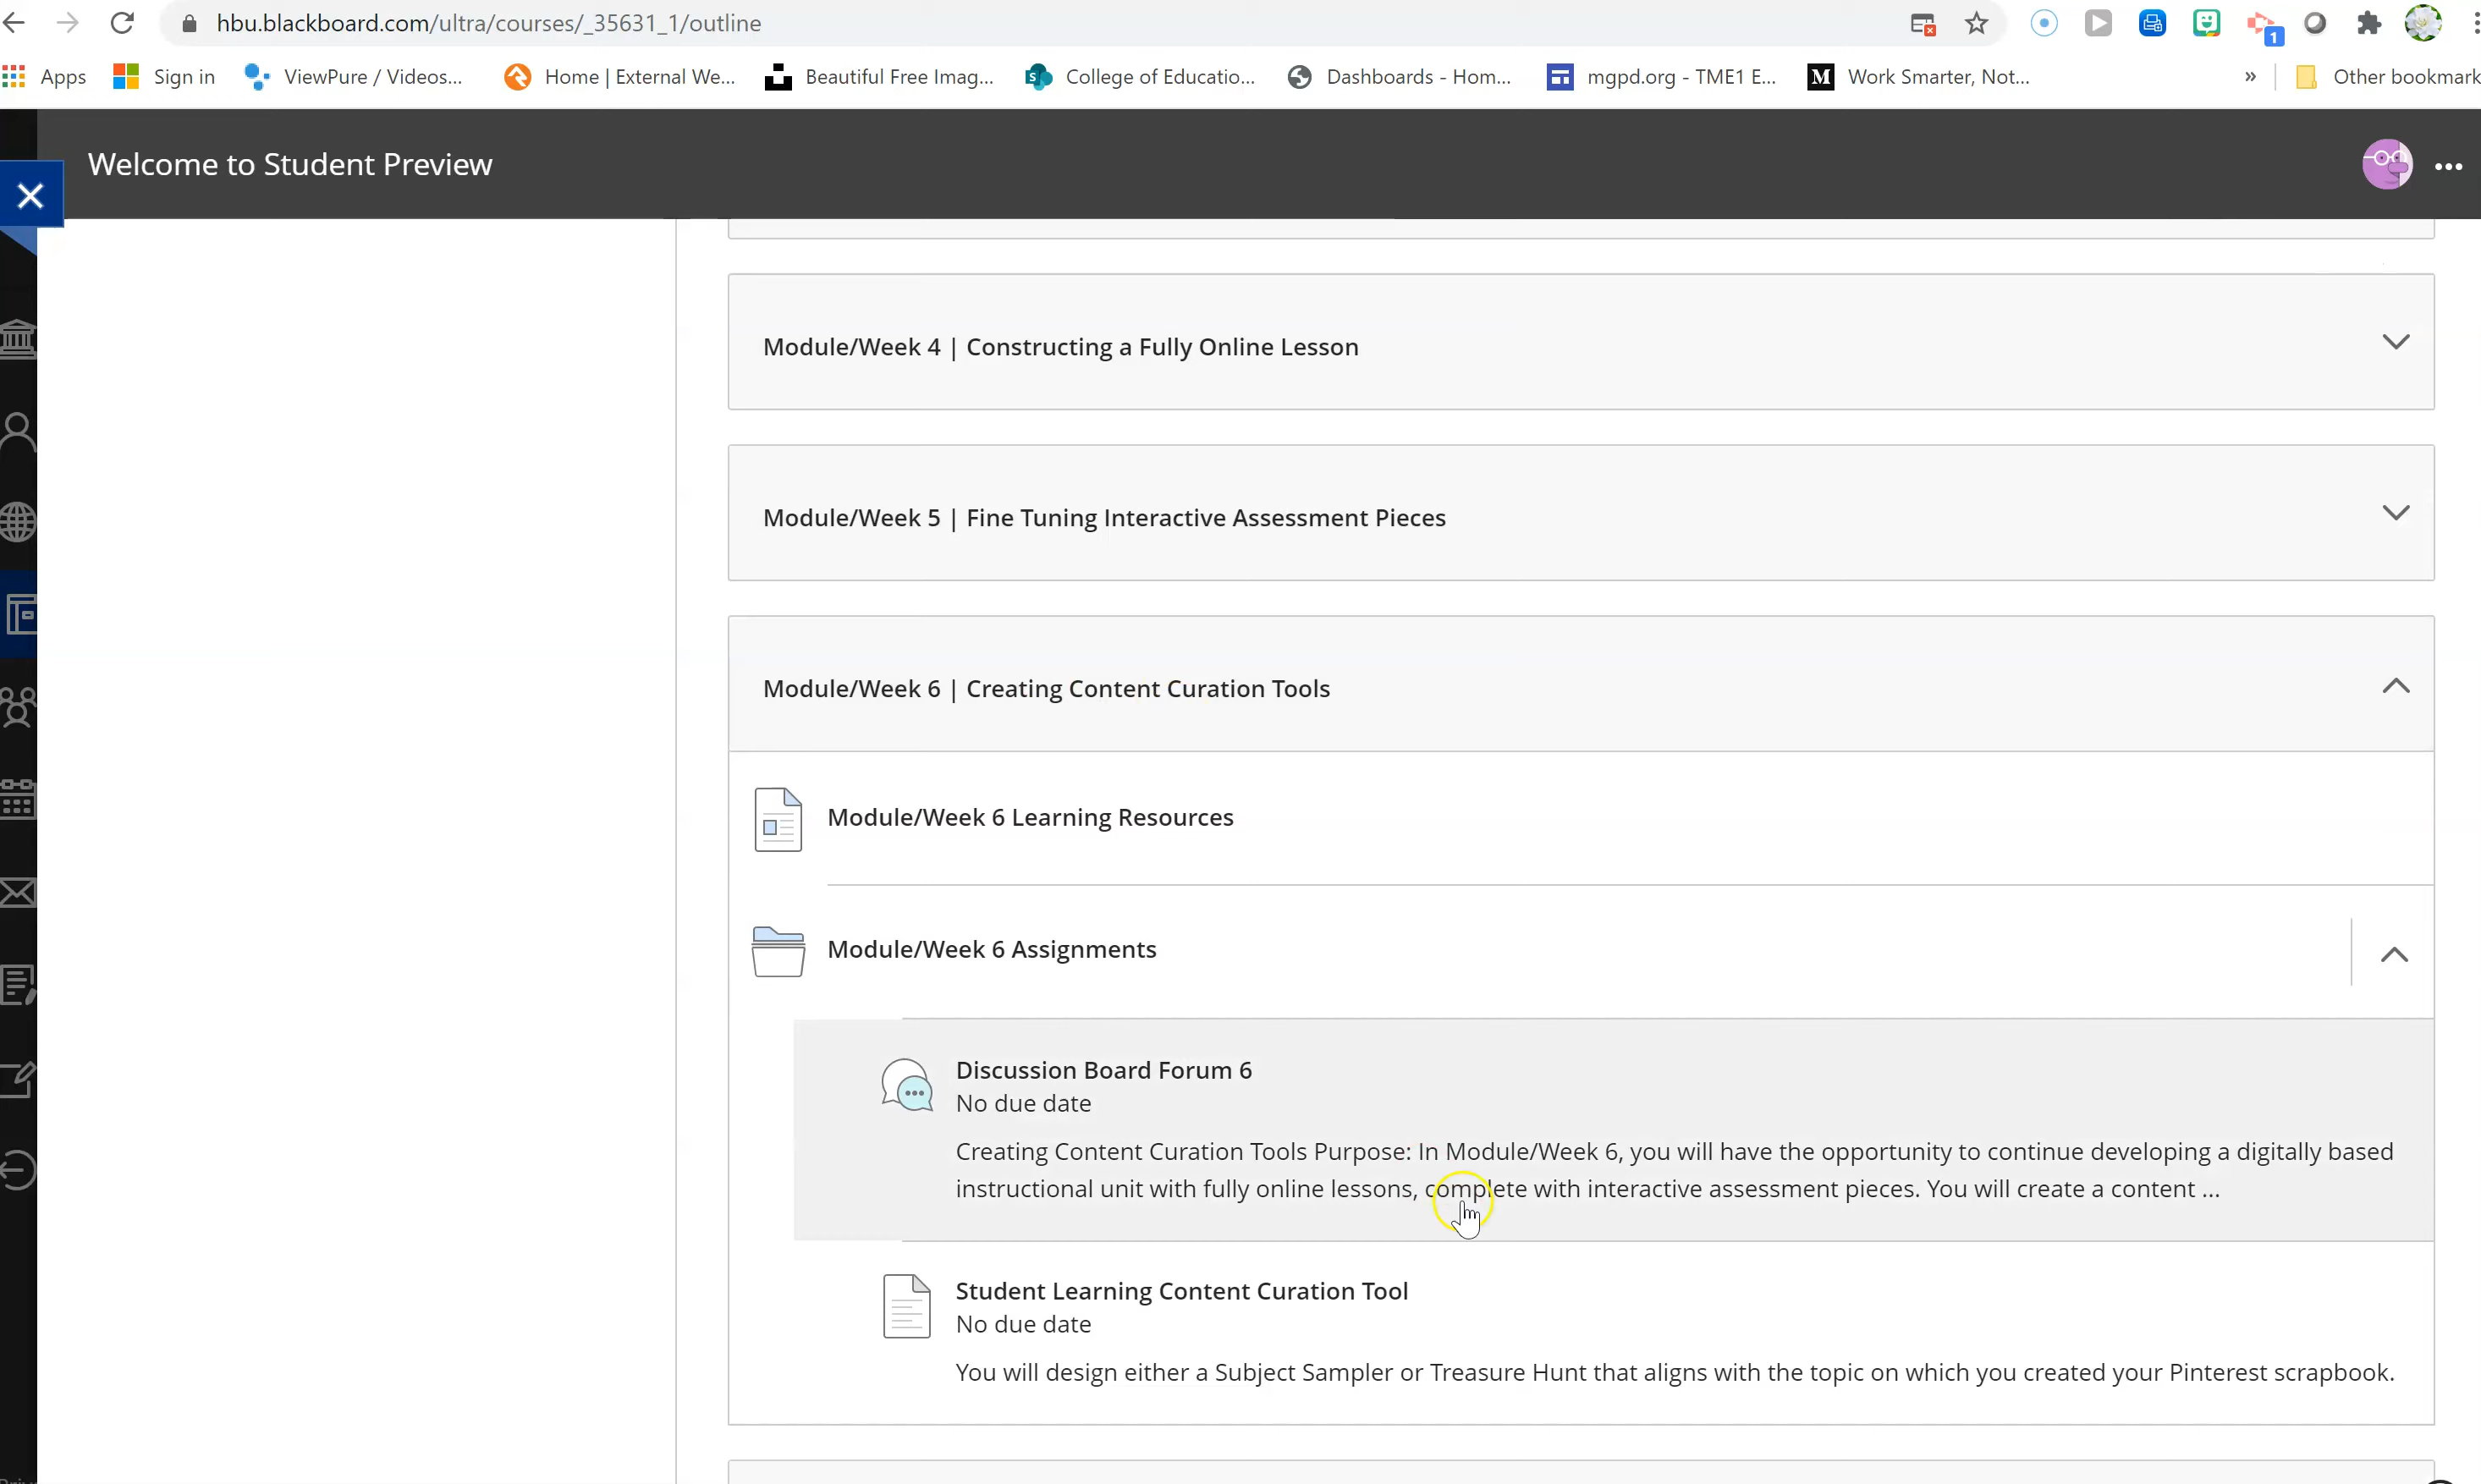 hbu.blackboard.com/ultra/courses/_35631_1/outline
1
Apps
Sign in
ViewPure / Videos...
Home | External We...
Beautiful Free Imag...
S
College of Educatio...
Dashboards - Hom...
mgpd.org - TME1 E...
M
Work Smarter, Not...
»
Other bookmark
Welcome to Student Preview
Module/Week 4 | Constructing a Fully Online Lesson
Module/Week 5 | Fine Tuning Interactive Assessment Pieces
Module/Week 6 | Creating Content Curation Tools
Module/Week 6 Learning Resources
Module/Week 6 Assignments
Discussion Board Forum 6
No due date
Creating Content Curation Tools Purpose: In Module/Week 6, you will have the opportunity to continue developing a digitally based
instructional unit with fully online lessons, complete with interactive assessment pieces. You will create a content ...
Student Learning Content Curation Tool
No due date
You will design either a Subject Sampler or Treasure Hunt that aligns with the topic on which you created your Pinterest scrapbook.